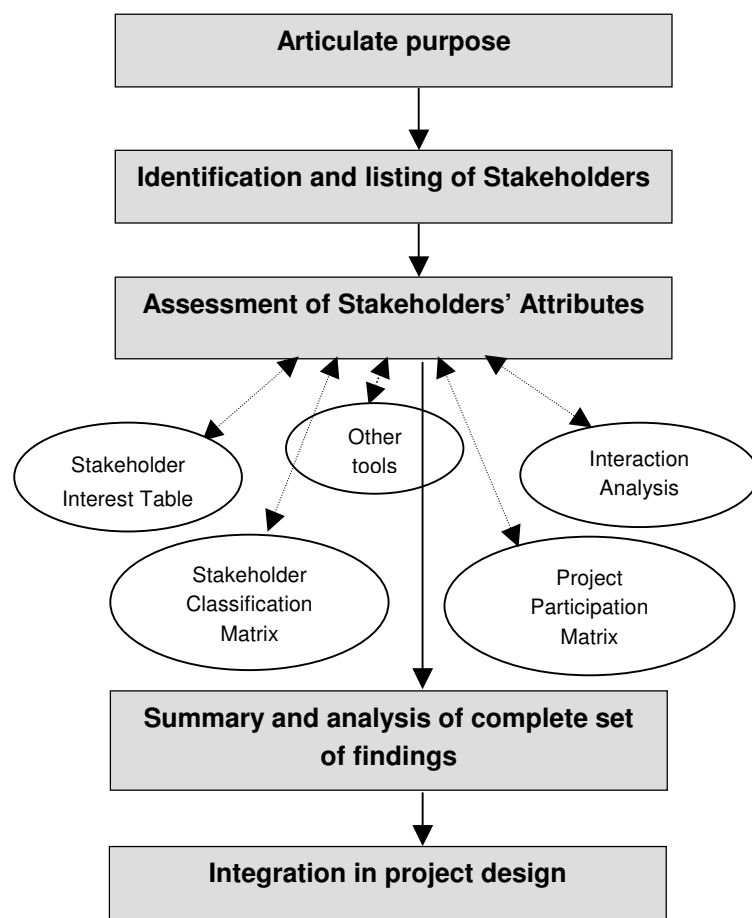 Articulate purpose
Identification and listing of Stakeholders
Assessment of Stakeholders’ Attributes
Stakeholder
Interest Table
Other
tools
Interaction
Analysis
Stakeholder
Classification
Matrix
Project
Participation
Matrix
Summary and analysis of complete set
of findings
Integration in project design